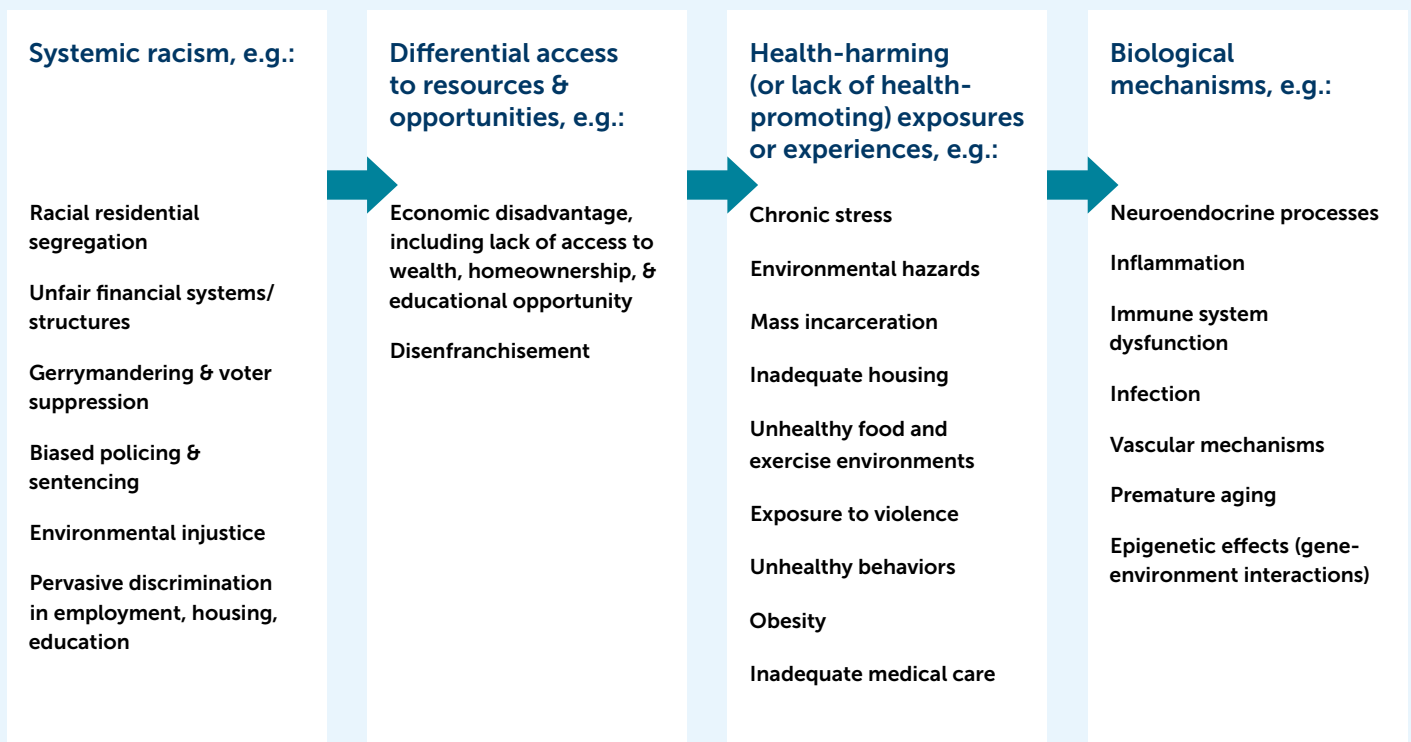 Systemic racism, e.g.:
Racial residential
segregation
Unfair financial systems/
structures
Gerrymandering & voter
suppression
Biased policing &
sentencing
Environmental injustice
Pervasive discrimination
in employment, housing,
education
Differential access
to resources &
opportunities, e.g.:
Economic disadvantage,
including lack of access to
wealth, homeownership, &
educational opportunity
Disenfranchisement
Health-harming
(or lack of health-
promoting) exposures
or experiences, e.g.:
Chronic stress
Environmental hazards
Mass incarceration
Inadequate housing
Unhealthy food and
exercise environments
Exposure to violence
Unhealthy behaviors
Obesity
Inadequate medical care
Biological
mechanisms, e.g.:
Neuroendocrine processes
Inflammation
Immune system
dysfunction
Infection
Vascular mechanisms
Premature aging
Epigenetic effects (gene-
environment interactions)